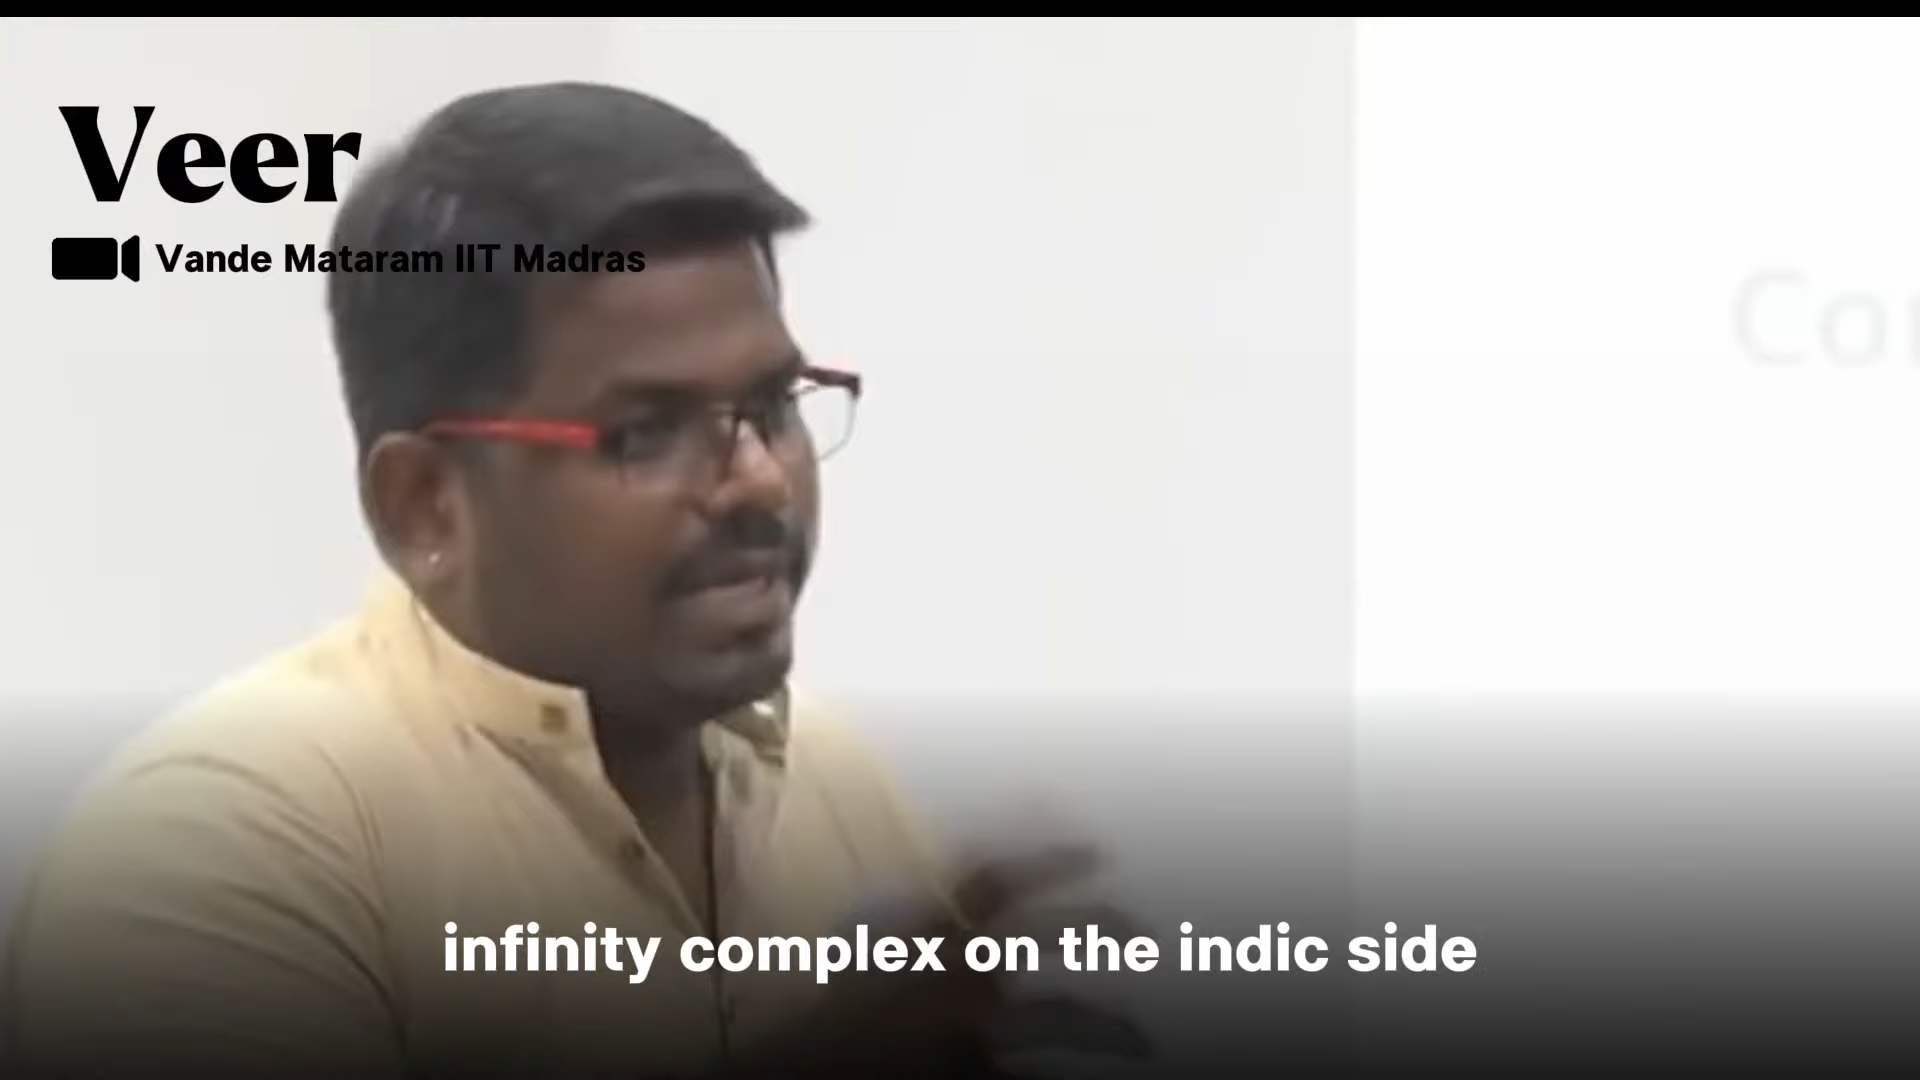 Veer
Vande Mataram IIT Madras
infinity complex on the indic side